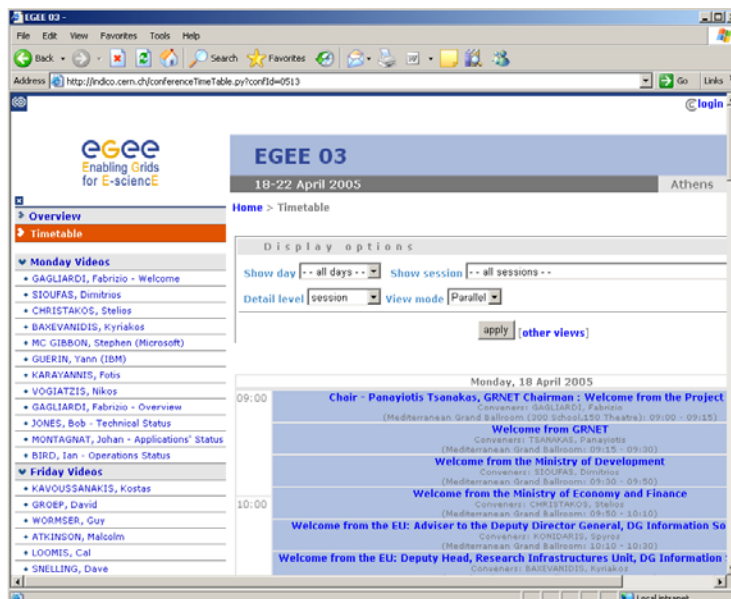 EGEE 03 -
File Edit View Favorites Tools Help
Back Search Favorites
Address http://indico.cern.ch/conferenceTimeTable.py?confId=0513 Go Links
login
egee
Enabling Grids
for E-sciencE
EGEE 03
18-22 April 2005 Athens
Home > Timetable
Overview
Timetable
Monday Videos
GAGLIARDI, Fabrizio - Welcome
SIOUFAS, Dimitrios
CHRISTAKOS, Stelios
BAXEVANIDIS, Kyriakos
MC GIBBON, Stephen (Microsoft)
GUERIN, Yann (IBM)
KARAYANNIS, Fotis
VOGIATZIS, Nikos
GAGLIARDI, Fabrizio - Overview
JONES, Bob - Technical Status
MONTAGNAT, Johan - Applications' Status
BIRD, Ian - Operations Status
Friday Videos
KAVOUSSANAKIS, Kostas
GROEP, David
WORMSER, Guy
ATKINSON, Malcolm
LOOMIS, Cal
SNELLING, Dave
Display options
Show day -- all days -- Show session -- all sessions --
Detail level session View mode Parallel
apply [other views]
Monday, 18 April 2005
09:00
Chair - Panayiotis Tsanakas, GRNET Chairman : Welcome from the Project
Conveners: GAGLIARDI, Fabrizio
(Mediterranean Grand Ballroom (300 School,150 Theatre): 09:00 - 09:15)
Welcome from GRNET
Conveners: TSANAKAS, Panayiotis
(Mediterranean Grand Ballroom: 09:15 - 09:30)
Welcome from the Ministry of Development
Conveners: SIOUFAS, Dimitrios
(Mediterranean Grand Ballroom: 09:30 - 09:50)
Welcome from the Ministry of Economy and Finance
10:00
Conveners: CHRISTAKOS, Stelios
(Mediterranean Grand Ballroom: 09:50 - 10:10)
Welcome from the EU: Adviser to the Deputy Director General, DG Information So
Conveners: KONIDARIS, Spyros
(Mediterranean Grand Ballroom: 10:10 - 10:30)
Welcome from the EU: Deputy Head, Research Infrastructures Unit, DG Information
Conveners: BAXEVANIDIS, Kyriakos
Local intranet